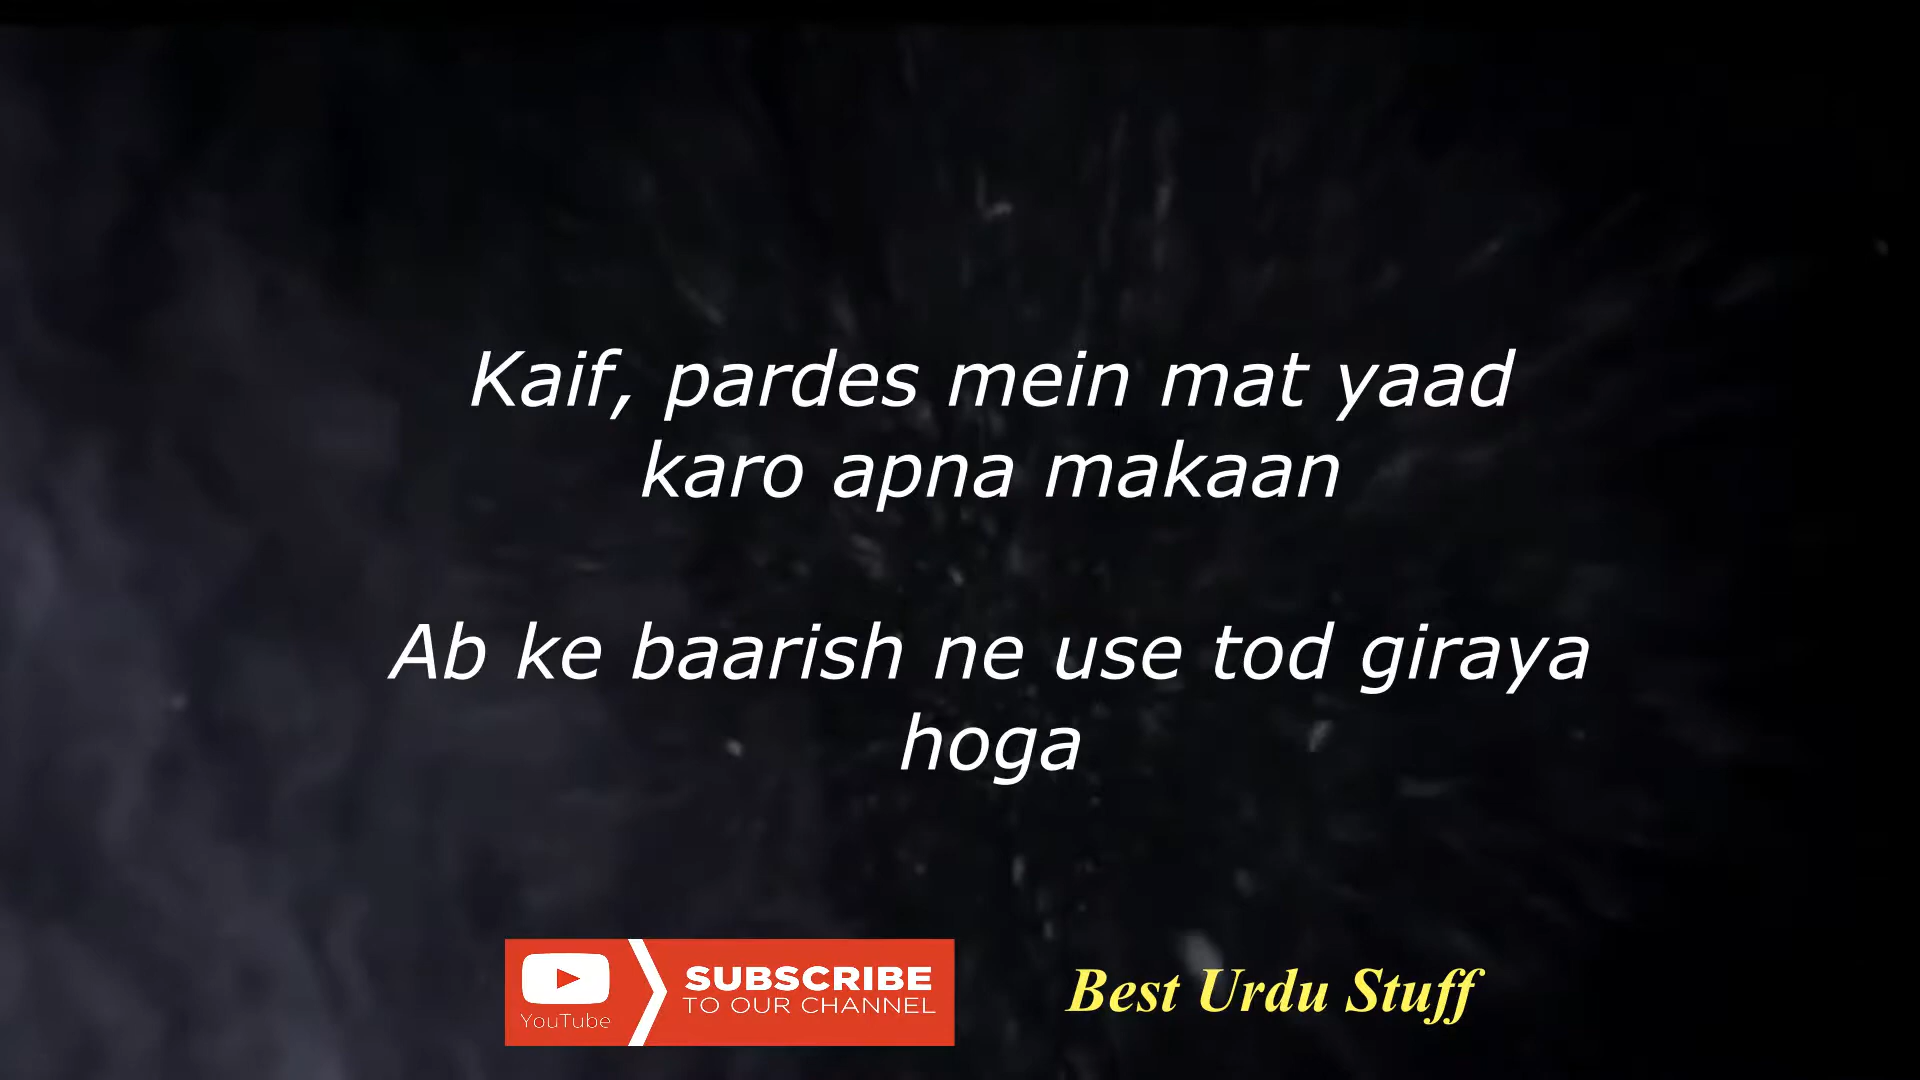 Kaif, pardes mein mat yaad
karo apna makaan
Ab ke baarish ne use tod giraya
hoga
YouTube
SUBSCRIBE
TO OUR CHANNEL
Best Urdu Stuff